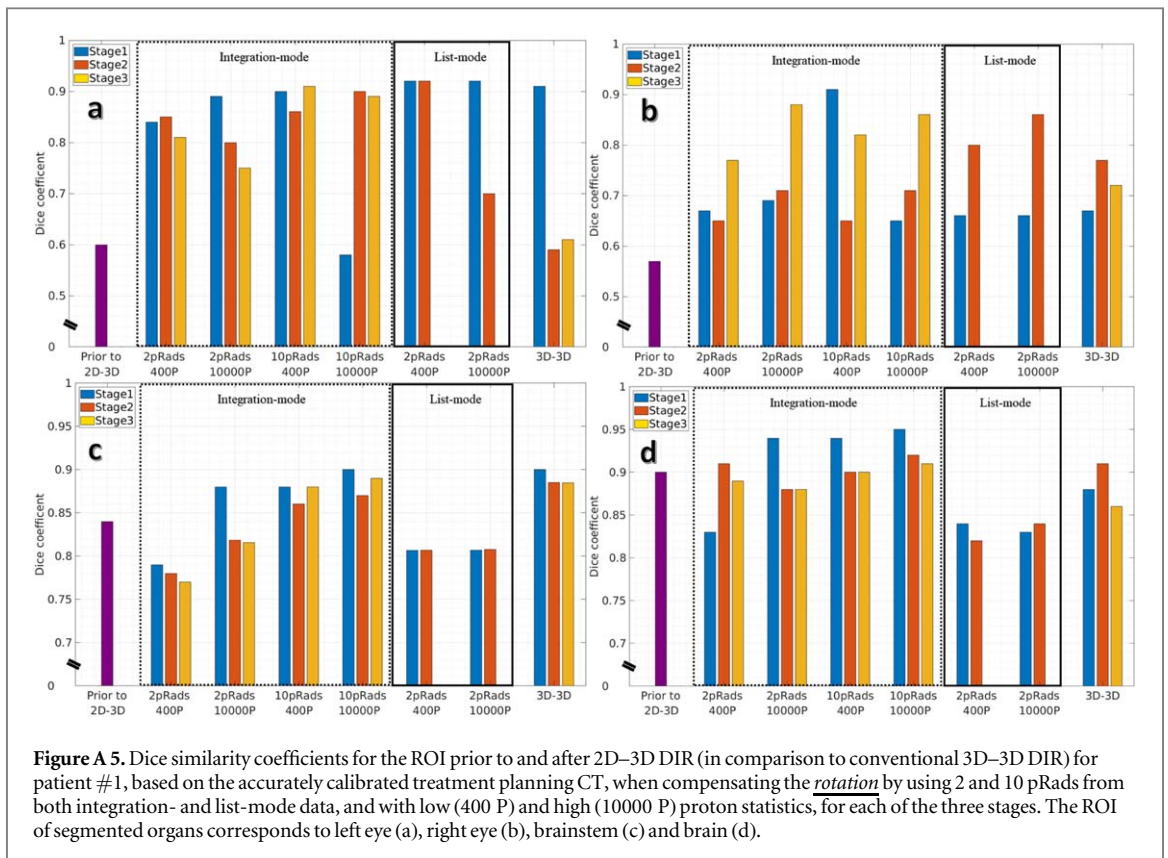 1
0.9
0.8
0.7
0.6
0.5
0
Dice coefficent
Stage1
Stage2
Stage3
a
Integration-mode
List-mode
Prior to
2D-3D
2pRads
400P
2pRads
10000P
10pRads
400P
10pRads
10000P
2pRads
400P
2pRads
10000P
3D-3D
1
0.9
0.8
0.7
0.6
0.5
0
Dice coefficent
Stage1
Stage2
Stage3
b
Integration-mode
List-mode
Prior to
2D-3D
2pRads
400P
2pRads
10000P
10pRads
400P
10pRads
10000P
2pRads
400P
2pRads
10000P
3D-3D
1
0.95
0.9
0.85
0.8
0.75
0.7
0
Dice coefficent
Stage1
Stage2
Stage3
c
Integration-mode
List-mode
Prior to
2D-3D
2pRads
400P
2pRads
10000P
10pRads
400P
10pRads
10000P
2pRads
400P
2pRads
10000P
3D-3D
1
0.95
0.9
0.85
0.8
0.75
0.7
0
Dice coefficent
Stage1
Stage2
Stage3
d
Integration-mode
List-mode
Prior to
2D-3D
2pRads
400P
2pRads
10000P
10pRads
400P
10pRads
10000P
2pRads
400P
2pRads
10000P
3D-3D
Figure A 5. Dice similarity coefficients for the ROI prior to and after 2D–3D DIR (in comparison to conventional 3D–3D DIR) for
patient #1, based on the accurately calibrated treatment planning CT, when compensating the rotation by using 2 and 10 pRads from
both integration- and list-mode data, and with low (400 P) and high (10000 P) proton statistics, for each of the three stages. The ROI
of segmented organs corresponds to left eye (a), right eye (b), brainstem (c) and brain (d).